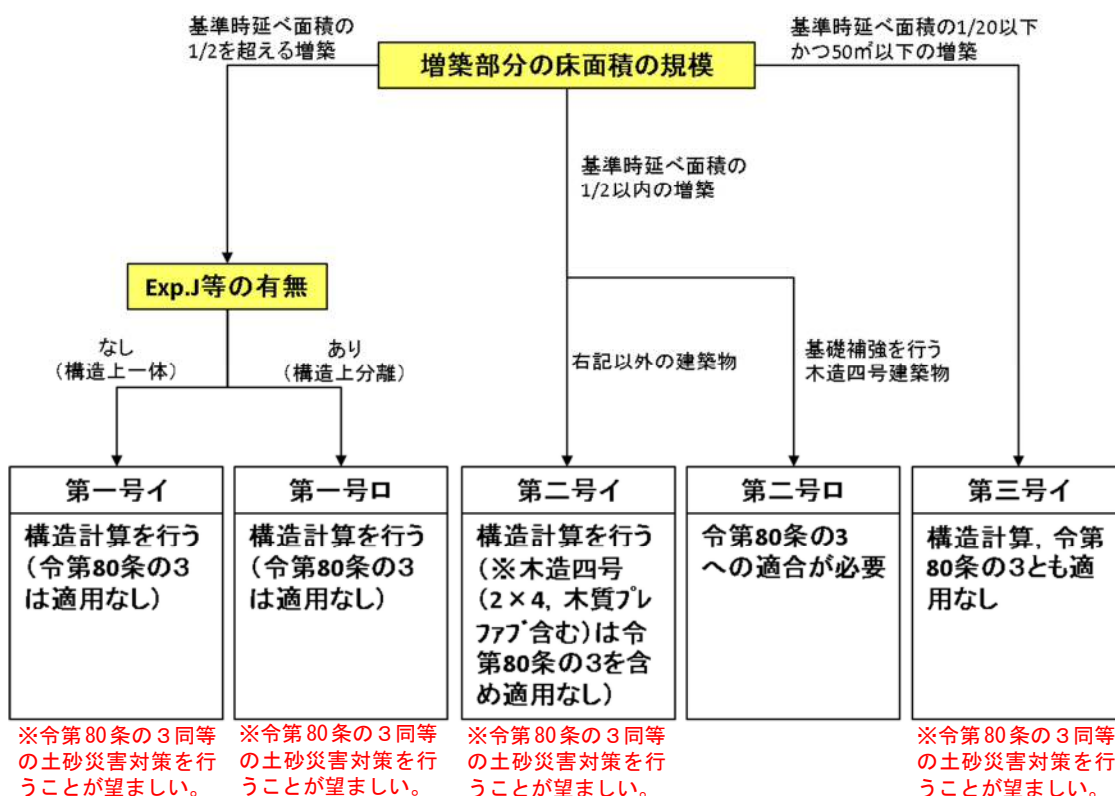 基準時延べ面積の
1/2を超える増築
増築部分の床面積の規模
基準時延べ面積の1/20以下
かつ50㎡以下の増築
基準時延べ面積の
1/2以内の増築
Exp.J等の有無
なし
（構造上一体）
あり
（構造上分離）
右記以外の建築物
基礎補強を行う
木造四号建築物
第一号イ
構造計算を行う
（令第80条の３
は適用なし）
※令第80条の３同等
の土砂災害対策を行
うことが望ましい。
第一号ロ
構造計算を行う
（令第80条の３
は適用なし）
※令第80条の３同等
の土砂災害対策を行
うことが望ましい。
第二号イ
構造計算を行う
（※木造四号
（２×４，木質ﾌﾟﾚ
ﾌｧﾌﾞ含む）は令
第80条の３を含
め適用なし）
※令第80条の３同等
の土砂災害対策を行
うことが望ましい。
第二号ロ
令第80条の３
への適合が必要
第三号イ
構造計算，令第
80条の３とも適
用なし
※令第80条の３同等
の土砂災害対策を行
うことが望ましい。